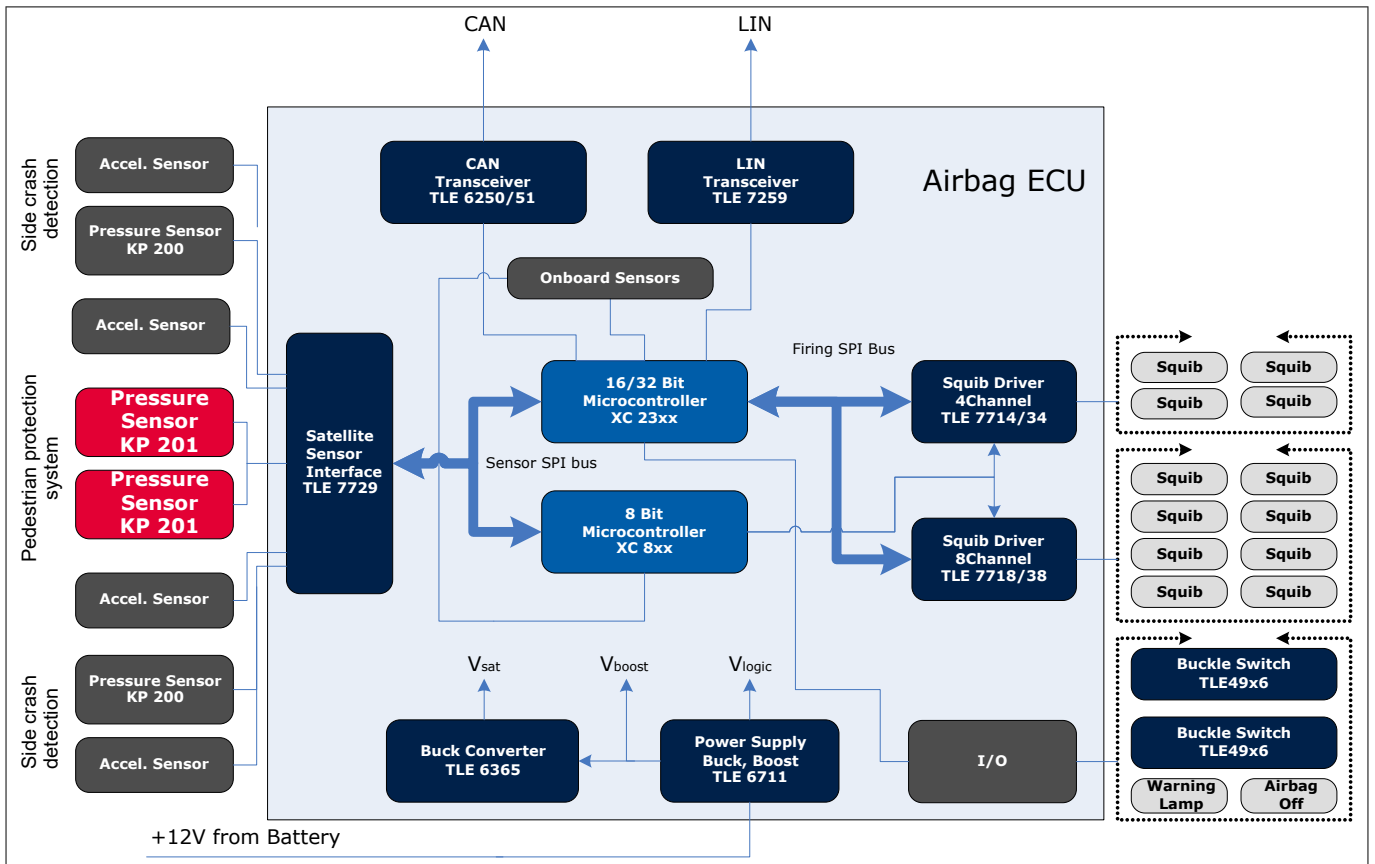 CAN
LIN
Airbag ECU
Side crash
detection
Accel. Sensor
Pressure Sensor
KP 200
Accel. Sensor
Pedestrian protection
system
Pressure
Sensor
KP 201
Pressure
Sensor
KP 201
Accel. Sensor
Side crash
detection
Pressure Sensor
KP 200
Accel. Sensor
CAN
Transceiver
TLE 6250/51
LIN
Transceiver
TLE 7259
Onboard Sensors
Satellite
Sensor
Interface
TLE 7729
Sensor SPI bus
16/32 Bit
Microcontroller
XC 23xx
8 Bit
Microcontroller
XC 8xx
Firing SPI Bus
Squib Driver
4Channel
TLE 7714/34
Squib Driver
8Channel
TLE 7718/38
Squib
Squib
Squib
Squib
Squib
Squib
Squib
Squib
Squib
Squib
Squib
Squib
Vsat
Vboost
Vlogic
Buck Converter
TLE 6365
Power Supply
Buck, Boost
TLE 6711
I/O
Buckle Switch
TLE49x6
Buckle Switch
TLE49x6
Warning
Lamp
Airbag
Off
+12V from Battery